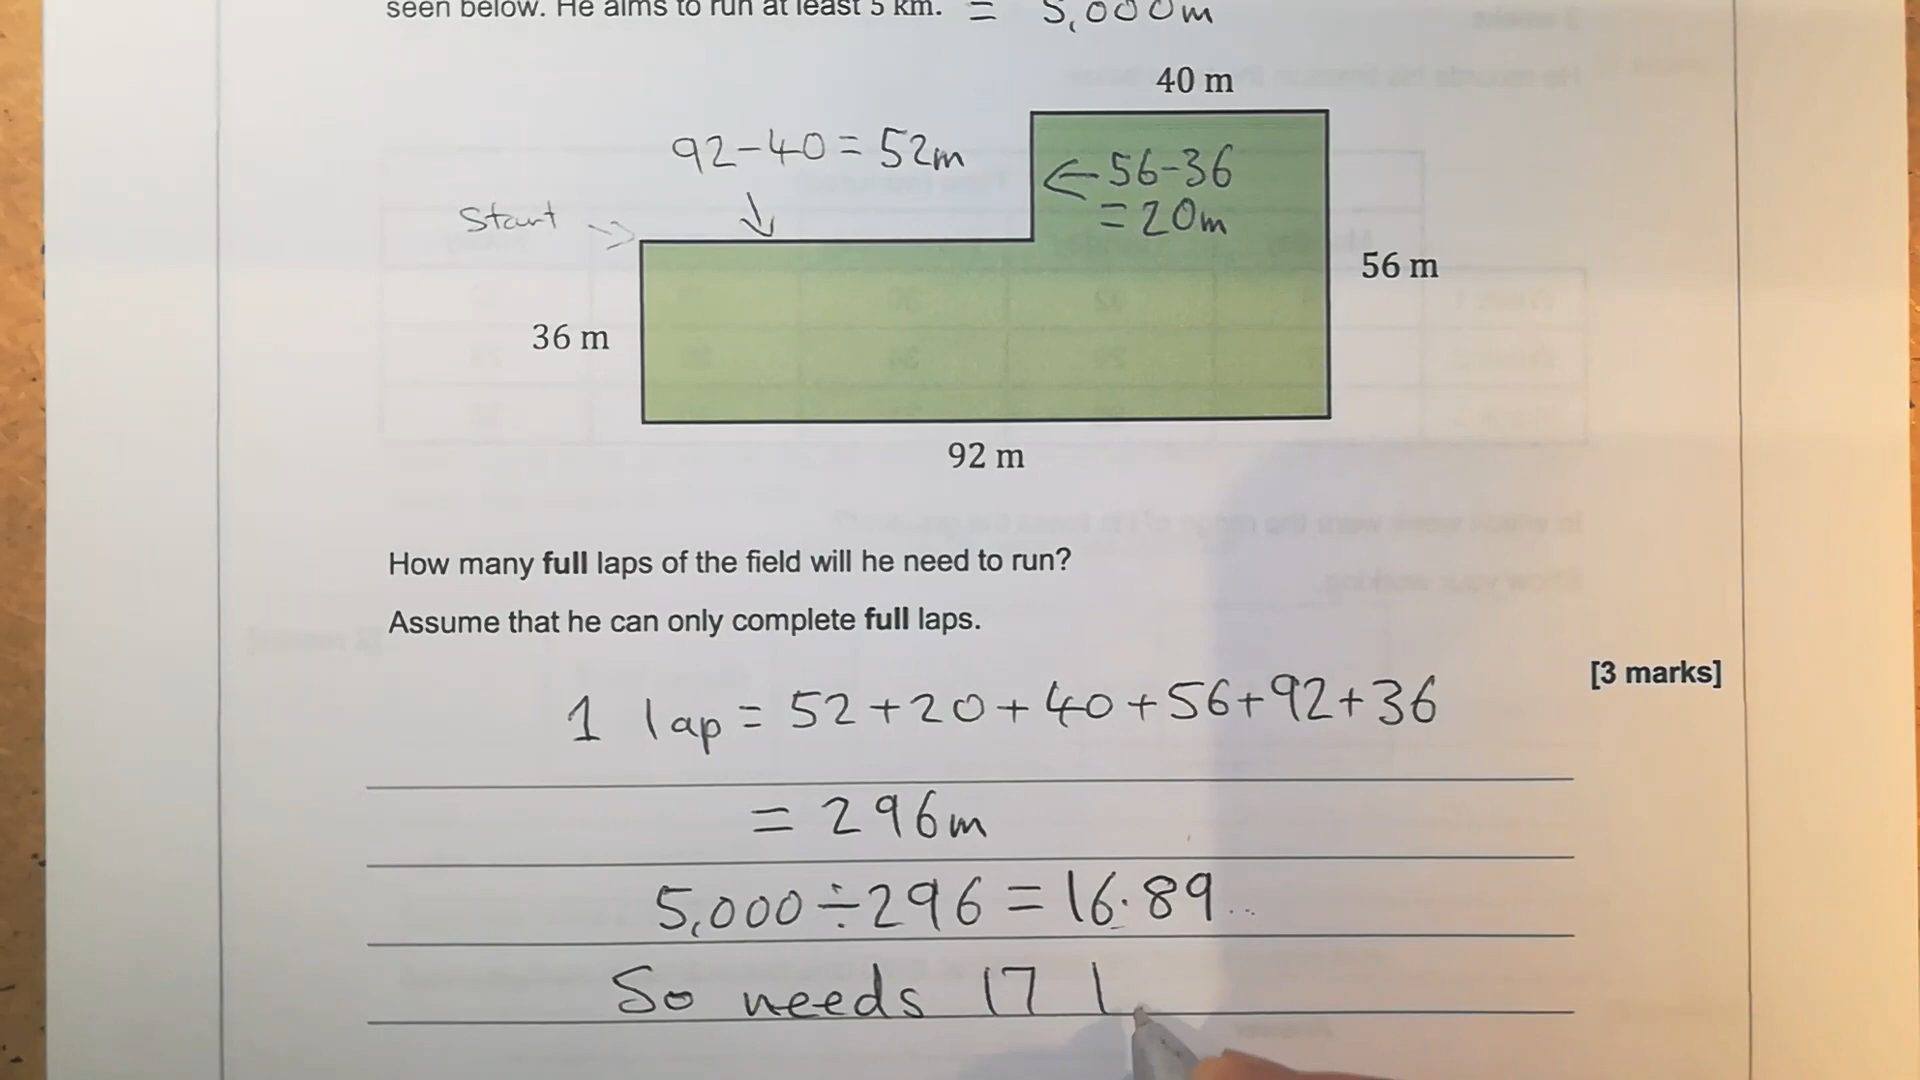 seen below. He aims to run at least 5 km. = 5,000m
40 m
92-40 = 52m
← 56-36
= 20m
Start
56 m
36 m
92 m
How many full laps of the field will he need to run?
Assume that he can only complete full laps.
[3 marks]
1 lap = 52+20+40+56+92+36
= 296m
5,000÷296 = 16.89..
So needs 17 l